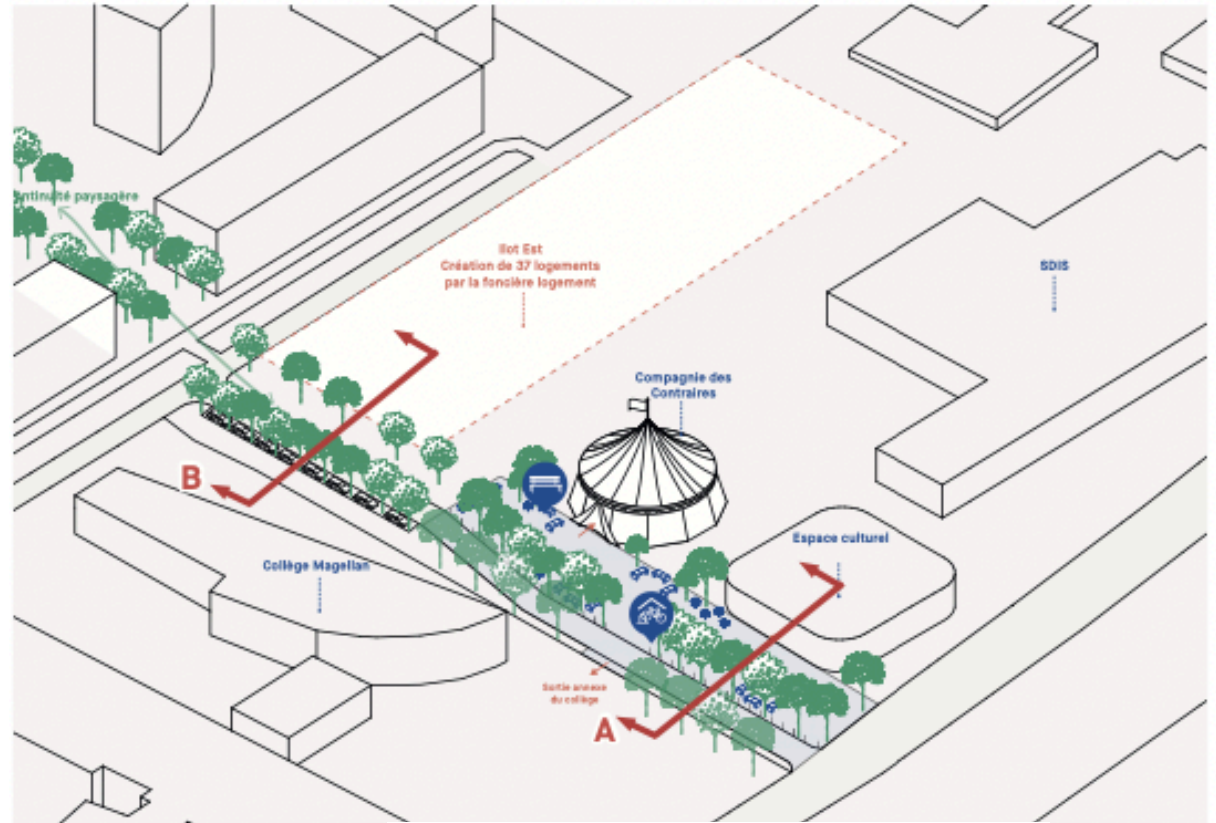 ntinuité paysagère
Ilot Est
Création de 37 logements
par la foncière logement
SDIS
Compagnie des
Contraires
B
Espace culturel
Collège Magellan
Sortie annexe
du collège
A